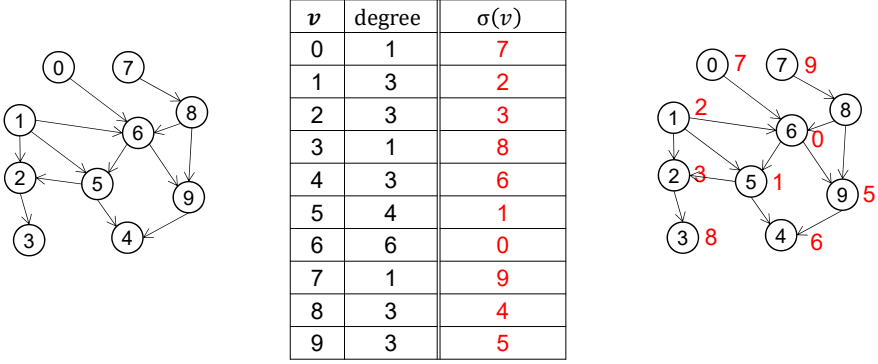 0 7
8
1
6
2 5
9
3 4
v degree σ(v)
0 1 7
1 3 2
2 3 3
3 1 8
4 3 6
5 4 1
6 6 0
7 1 9
8 3 4
9 3 5
0 7 7 9
1 2 8
6 0
2 3 5 1 9 5
3 8 4 6